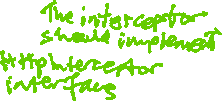 The interceptor
should implement
HttpInterceptor
interface